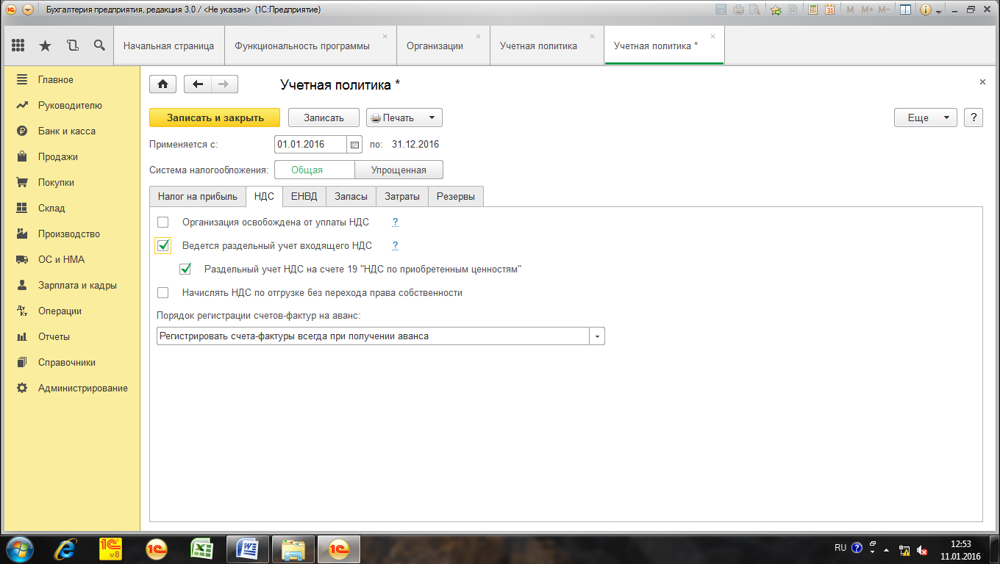 Бухгалтерия предприятия, редакция 3.0 / <Не указан> (1С:Предприятие)
M M+ M-
Начальная страница
Функциональность программы
Организации
Учетная политика
Учетная политика *
Главное
Руководителю
Банк и касса
Продажи
Покупки
Склад
Производство
ОС и НМА
Зарплата и кадры
Операции
Отчеты
Справочники
Администрирование
Учетная политика *
Записать и закрыть
Записать
Печать
Еще
?
Применяется с: 01.01.2016 по: 31.12.2016
Система налогообложения: Общая Упрощенная
Налог на прибыль
НДС
ЕНВД
Запасы
Затраты
Резервы
Организация освобождена от уплаты НДС ?
Ведется раздельный учет входящего НДС ?
Раздельный учет НДС на счете 19 "НДС по приобретенным ценностям"
Начислять НДС по отгрузке без перехода права собственности
Порядок регистрации счетов-фактур на аванс:
Регистрировать счета-фактуры всегда при получении аванса
RU
12:53
11.01.2016